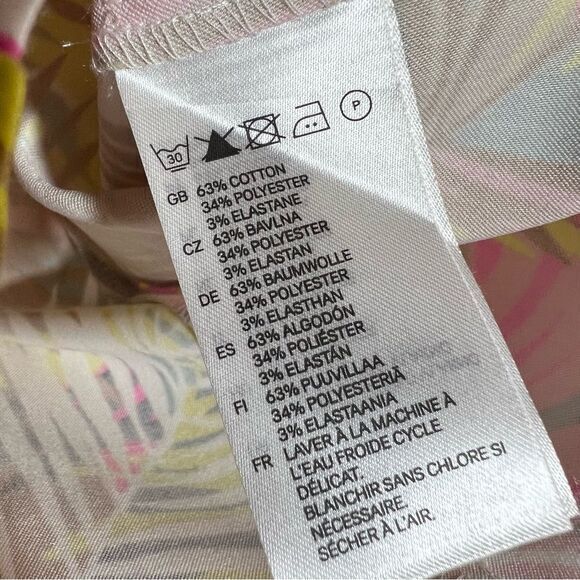 30
P
GB 63% COTTON
34% POLYESTER
3% ELASTANE
CZ 63% BAVLNA
34% POLYESTER
3% ELASTAN
DE 63% BAUMWOLLE
34% POLYESTER
3% ELASTHAN
ES 63% ALGODÓN
34% POLIÉSTER
3% ELASTÁN
FI 63% PUUVILLAA
34% POLYESTERIÄ
3% ELASTAANIA
FR LAVER À LA MACHINE À
L'EAU FROIDE CYCLE
DÉLICAT.
BLANCHIR SANS CHLORE SI
NÉCESSAIRE.
SÉCHER À L'AIR.